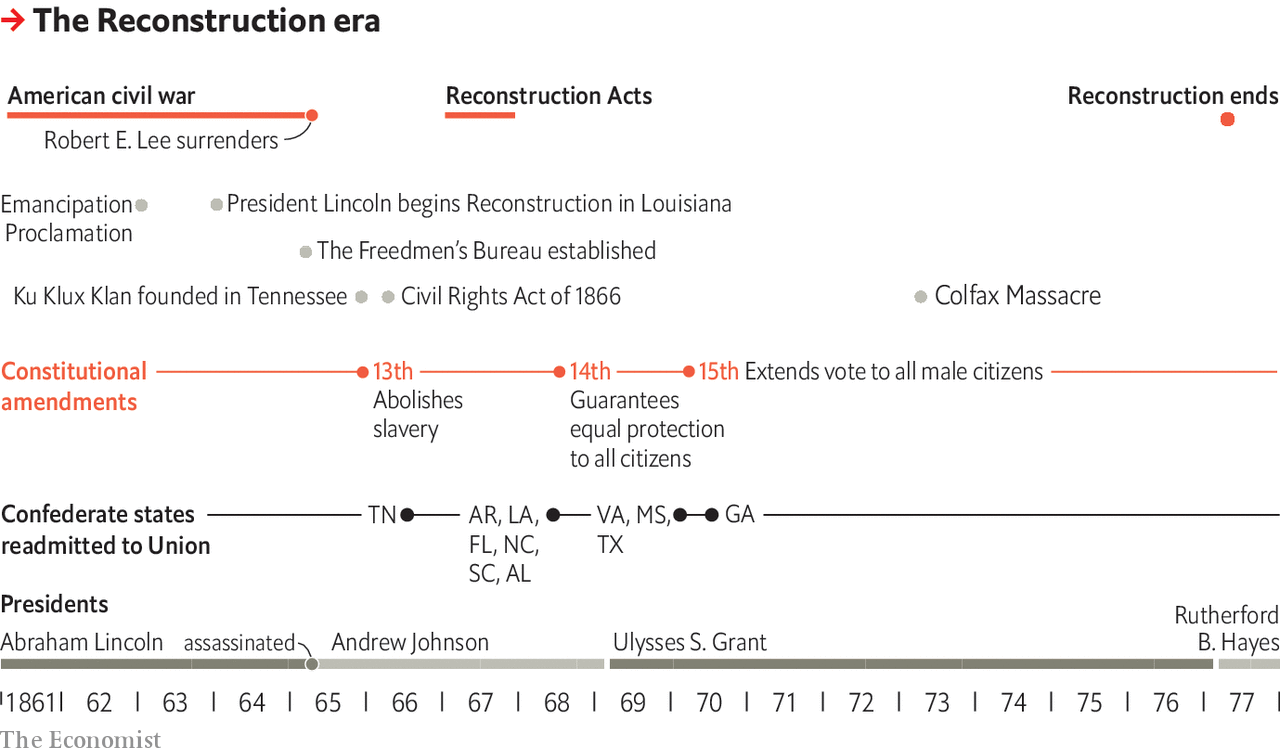 → The Reconstruction era
American civil war
Reconstruction Acts
Reconstruction ends
Robert E. Lee surrenders
Emancipation
Proclamation
President Lincoln begins Reconstruction in Louisiana
The Freedmen’s Bureau established
Ku Klux Klan founded in Tennessee
Civil Rights Act of 1866
Colfax Massacre
Constitutional
amendments
13th
Abolishes
slavery
14th
Guarantees
equal protection
to all citizens
15th Extends vote to all male citizens
Confederate states
readmitted to Union
TN
AR, LA,
FL, NC,
SC, AL
VA, MS,
TX
GA
Presidents
Abraham Lincoln
assassinated
Andrew Johnson
Ulysses S. Grant
Rutherford
B. Hayes
1861 62 63 64 65 66 67 68 69 70 71 72 73 74 75 76 77
The Economist